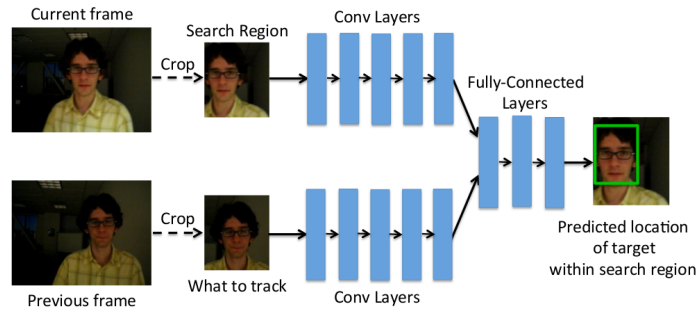 Current frame
Crop
Search Region
Conv Layers
Fully-Connected
Layers
Previous frame
Crop
What to track
Conv Layers
Predicted location
of target
within search region